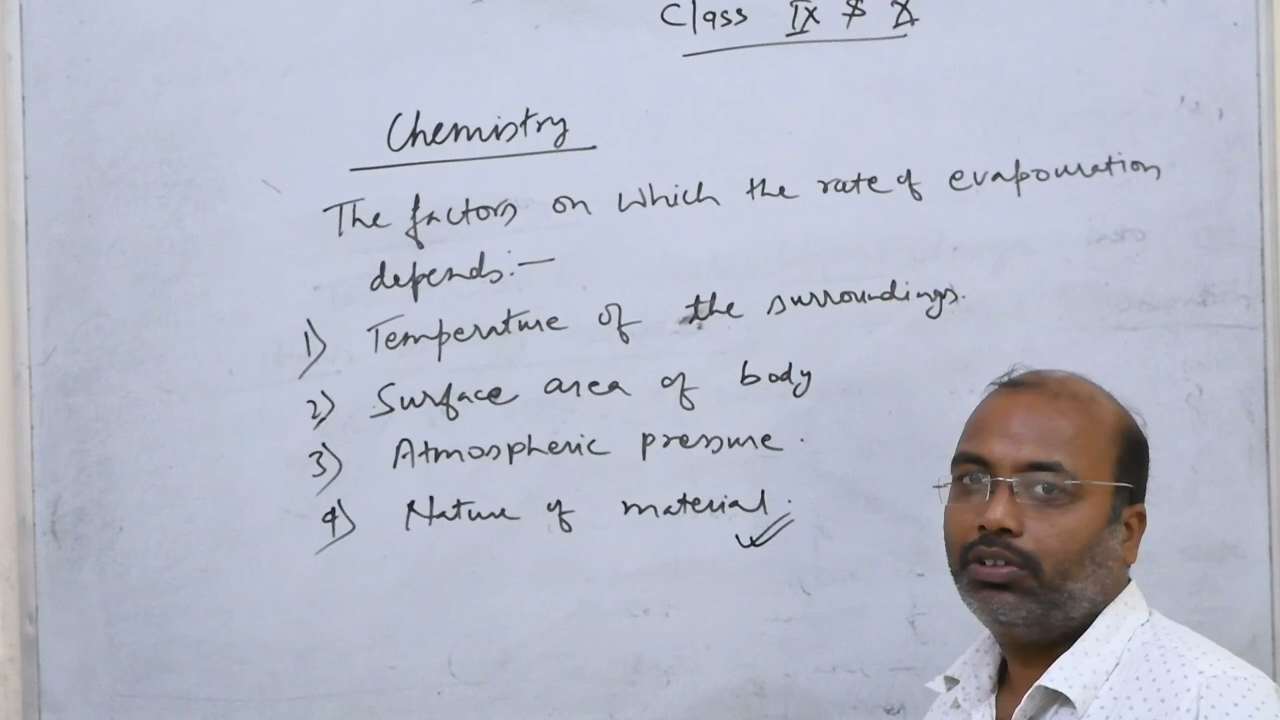 Class IX & X
Chemistry
The factors on which the rate of evapouration
depends:—
1) Temperature of the surroundings.
2) Surface area of body
3) Atmospheric pressure.
4) Nature of material.